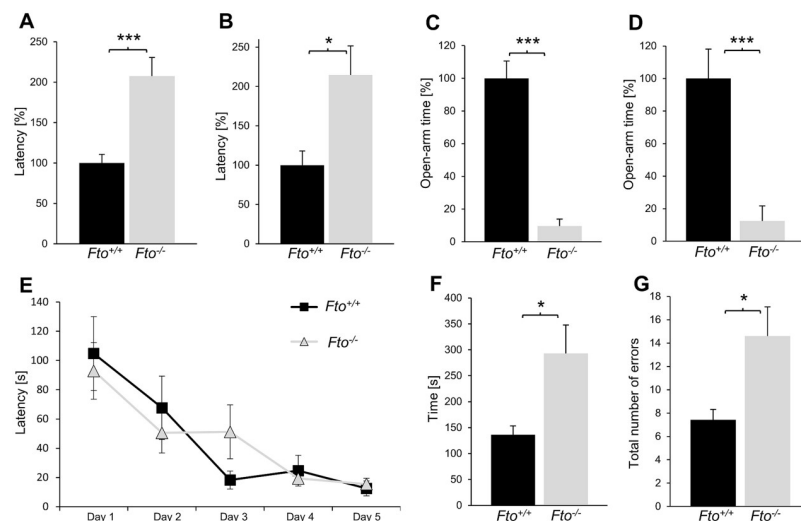 A
***
Latency [%]
250
200
150
100
50
0
Fto+/+ Fto-/-
B
*
Latency [%]
250
200
150
100
50
0
Fto+/+ Fto-/-
C
***
Open-arm time [%]
120
100
80
60
40
20
0
Fto+/+ Fto-/-
D
***
Open-arm time [%]
120
100
80
60
40
20
0
Fto+/+ Fto-/-
E
Latency [s]
140
120
100
80
60
40
20
0
Fto+/+
Fto-/-
Day 1 Day 2 Day 3 Day 4 Day 5
F
*
Time [s]
400
350
300
250
200
150
100
50
0
Fto+/+ Fto-/-
G
*
Total number of errors
18
16
14
12
10
8
6
4
2
0
Fto+/+ Fto-/-